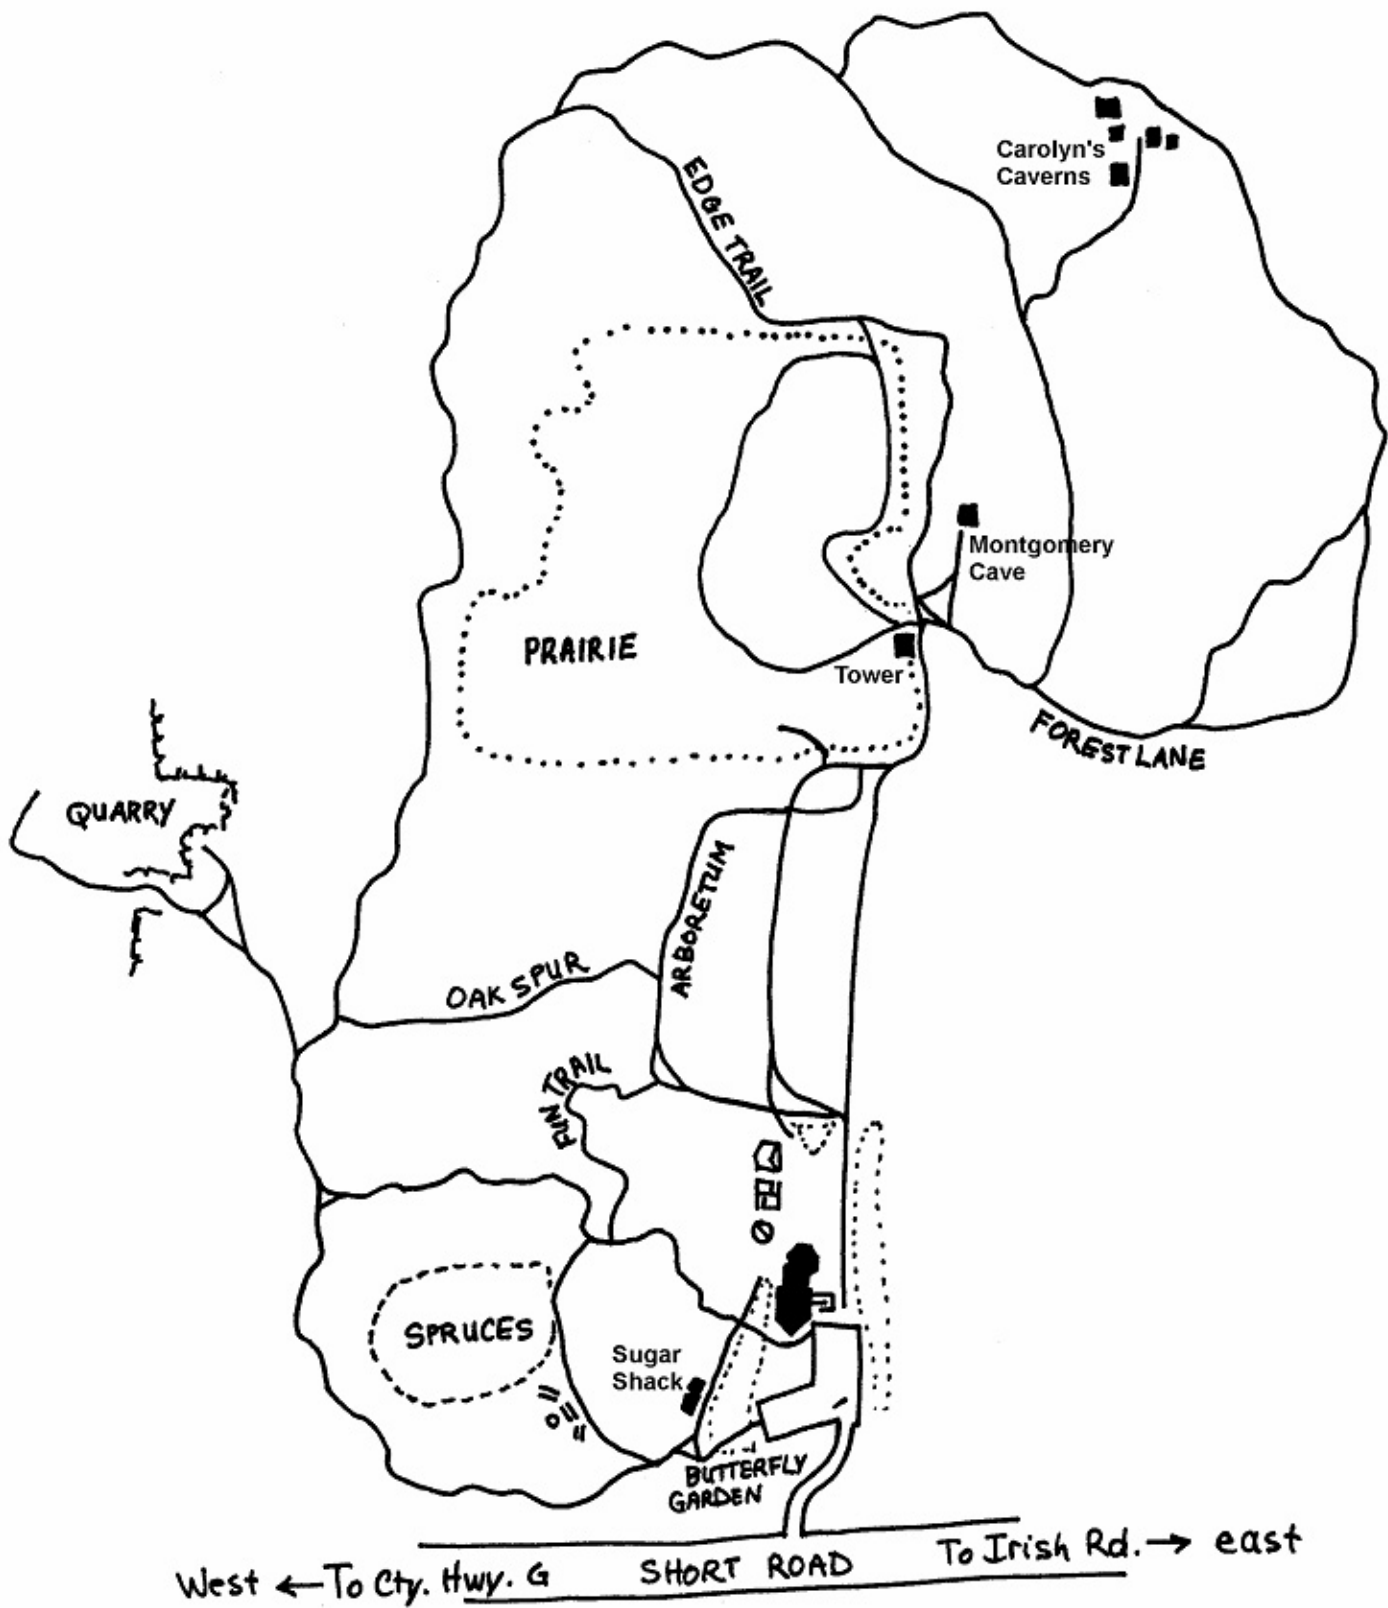 Carolyn's
Caverns
EDGE TRAIL
Montgomery
Cave
PRAIRIE
Tower
FOREST LANE
QUARRY
ARBORETUM
OAK SPUR
FUN TRAIL
SPRUCES
Sugar
Shack
BUTTERFLY
GARDEN
West ← To Cty. Hwy. G SHORT ROAD To Irish Rd. → east